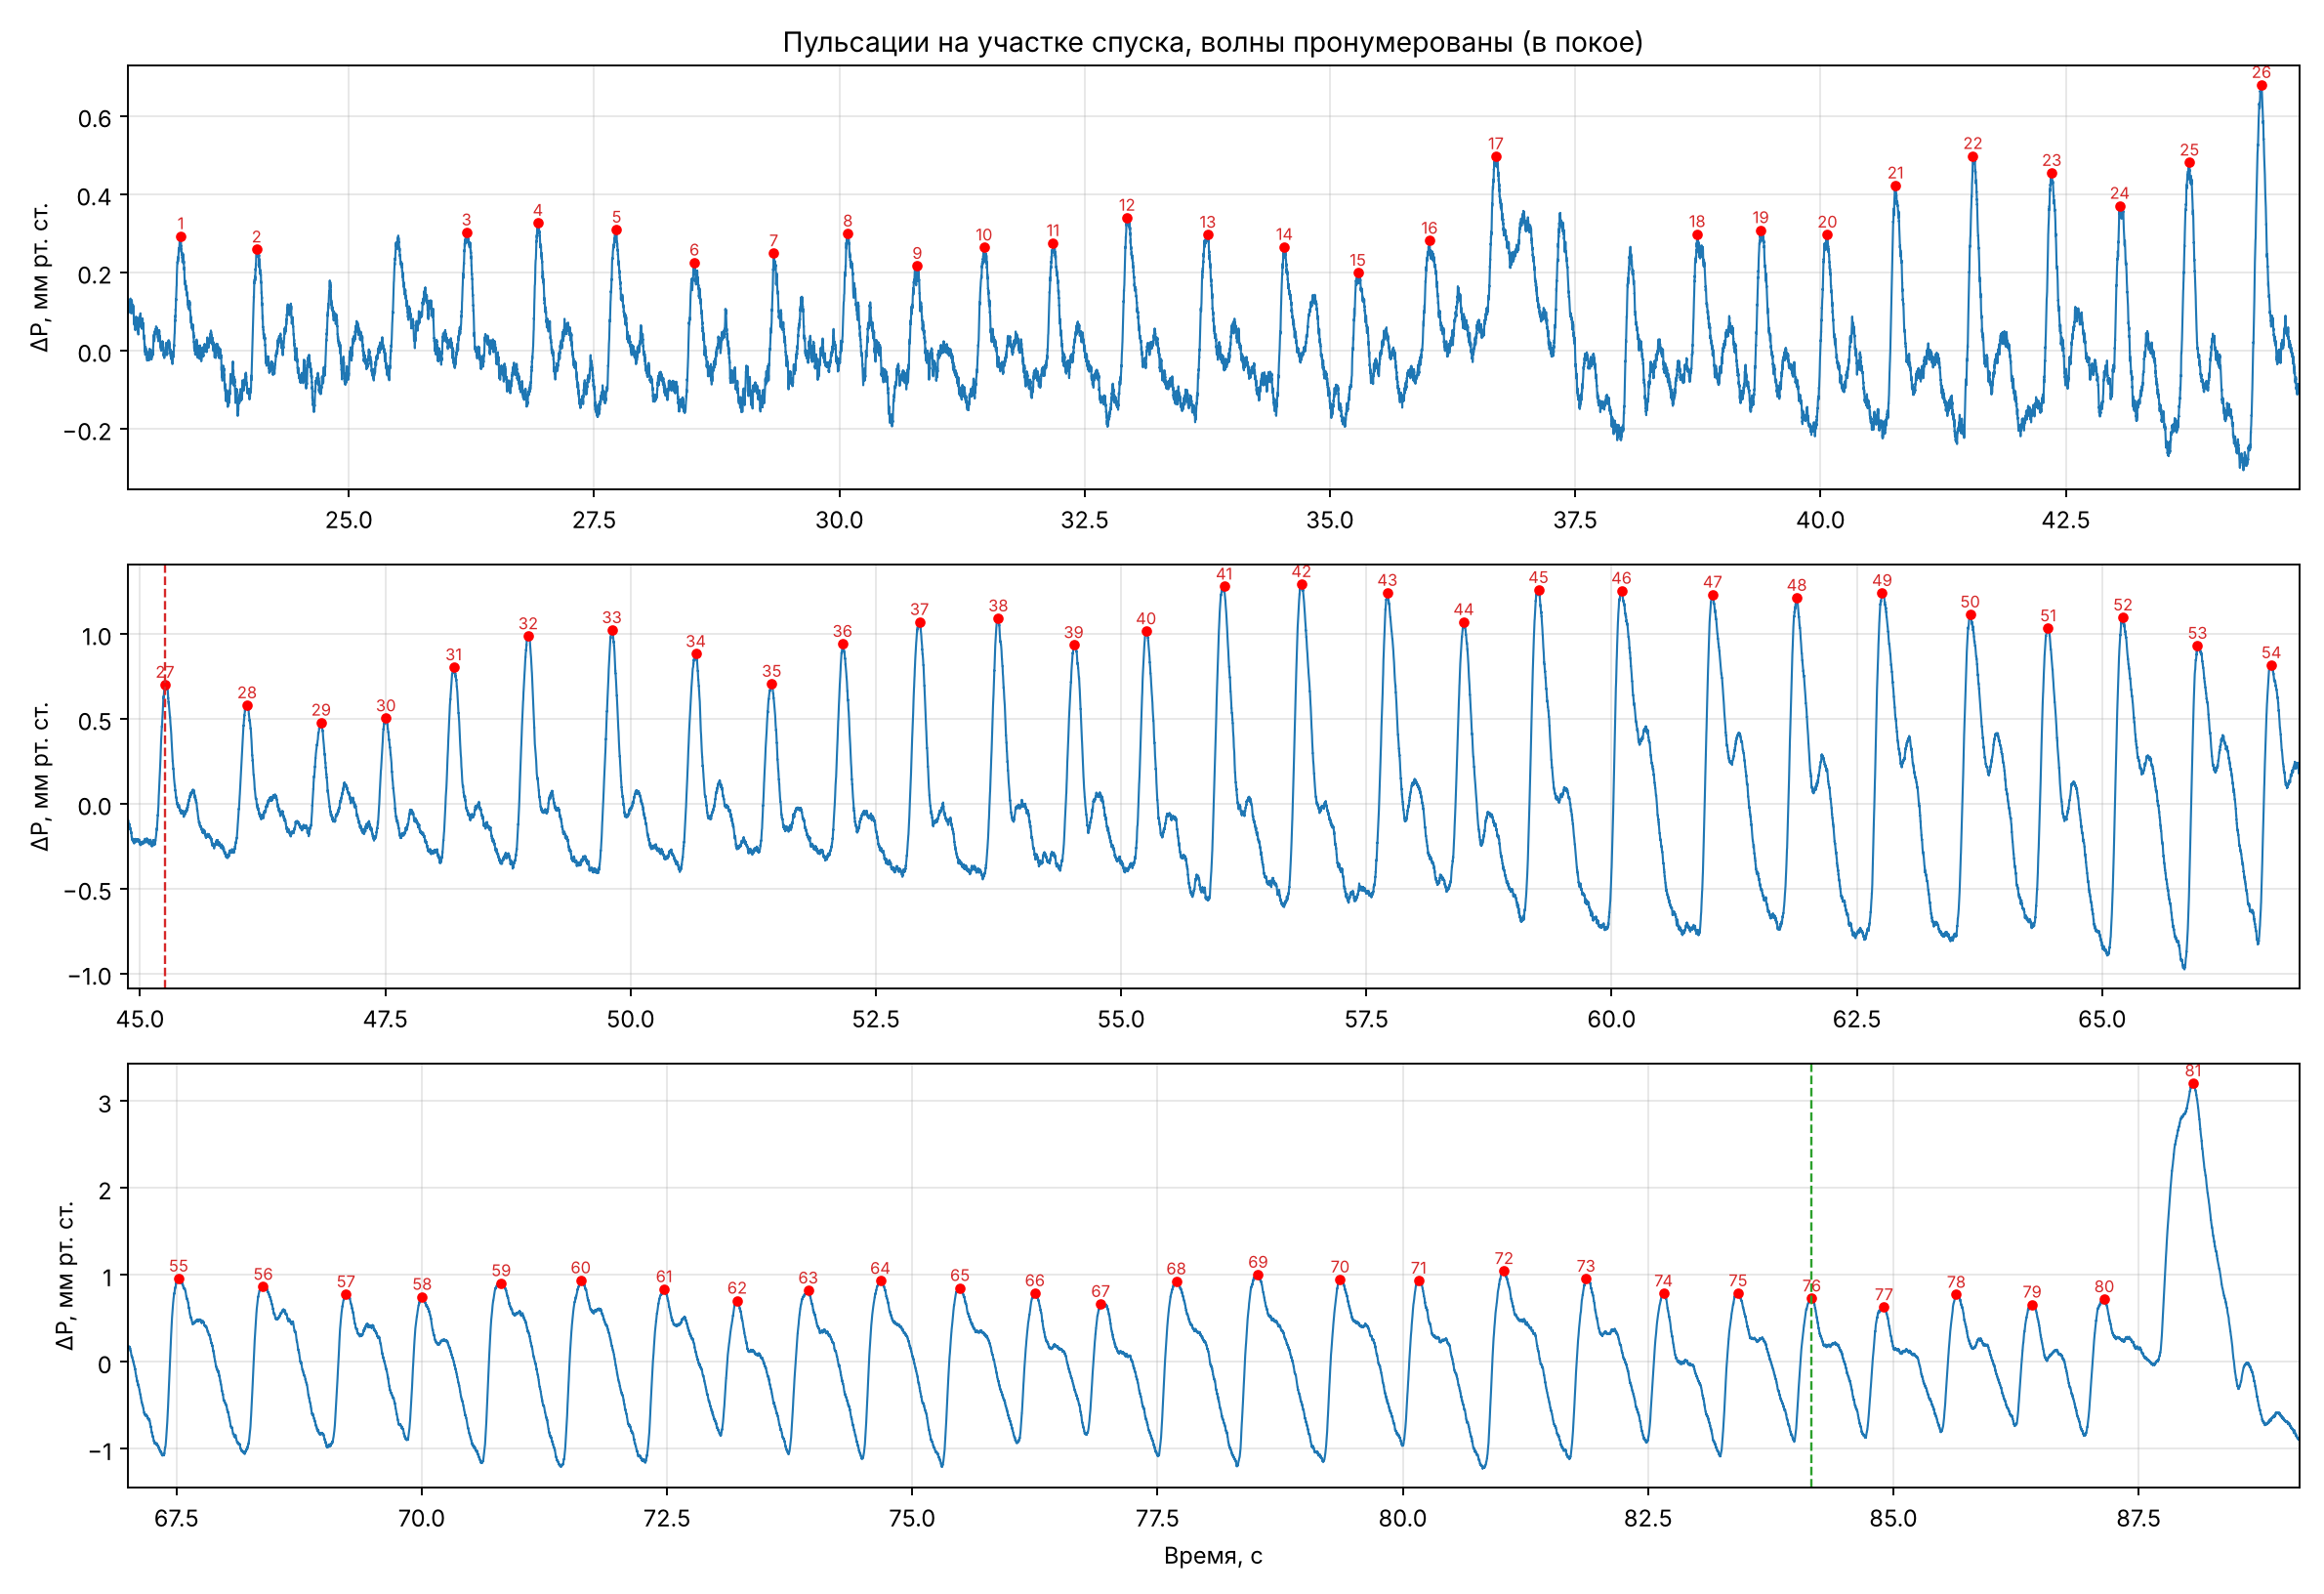 Пульсации на участке спуска, волны пронумерованы (в покое)
ΔP, мм рт. ст.
0.6
0.4
0.2
0.0
−0.2
1 2 3 4 5 6 7 8 9 10 11 12 13 14 15 16 17 18 19 20 21 22 23 24 25 26
25.0 27.5 30.0 32.5 35.0 37.5 40.0 42.5
ΔP, мм рт. ст.
1.0
0.5
0.0
−0.5
−1.0
27 28 29 30 31 32 33 34 35 36 37 38 39 40 41 42 43 44 45 46 47 48 49 50 51 52 53 54
45.0 47.5 50.0 52.5 55.0 57.5 60.0 62.5 65.0
ΔP, мм рт. ст.
3
2
1
0
−1
55 56 57 58 59 60 61 62 63 64 65 66 67 68 69 70 71 72 73 74 75 76 77 78 79 80 81
67.5 70.0 72.5 75.0 77.5 80.0 82.5 85.0 87.5
Время, с